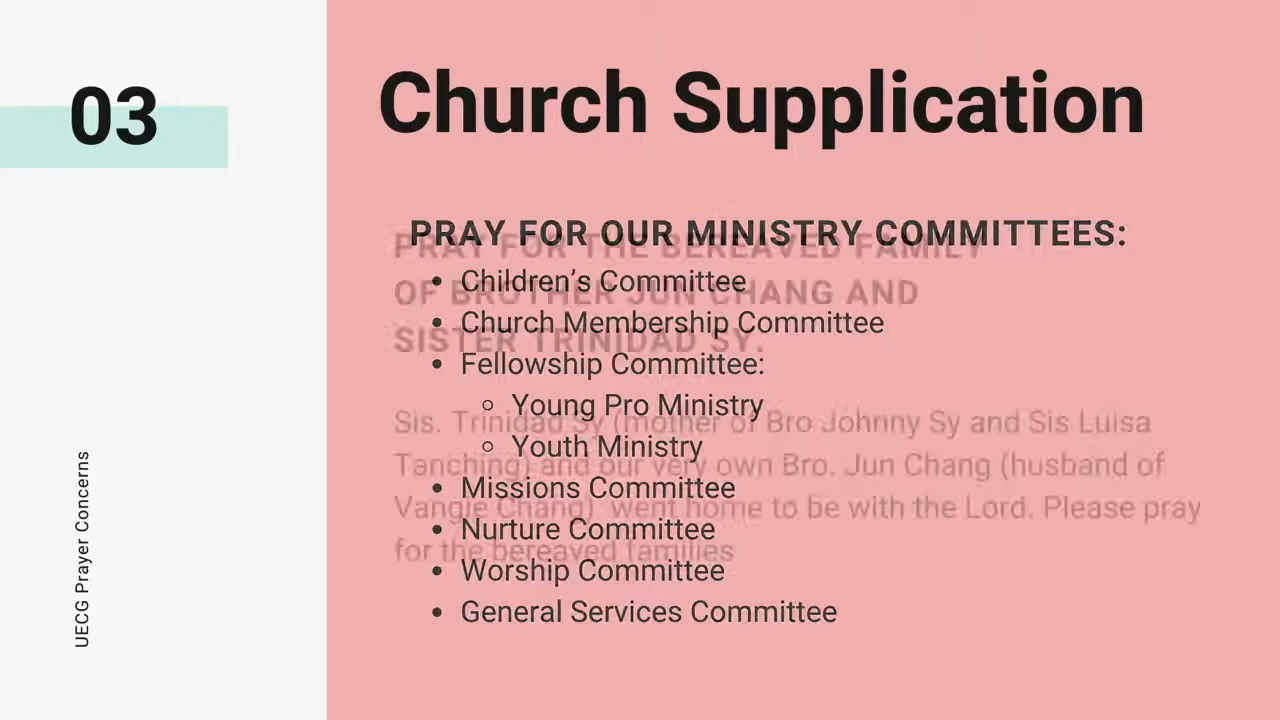 03
Church Supplication
PRAY FOR OUR MINISTRY COMMITTEES:
• Children’s Committee
• Church Membership Committee
• Fellowship Committee:
○ Young Pro Ministry
○ Youth Ministry
• Missions Committee
• Nurture Committee
• Worship Committee
• General Services Committee
PRAY FOR THE BEREAVED FAMILY
OF BROTHER JUN CHANG AND
SISTER TRINIDAD SY.
Sis. Trinidad Sy (mother of Bro Johnny Sy and Sis Luisa
Tanching) and our very own Bro. Jun Chang (husband of
Vangie Chang) went home to be with the Lord. Please pray
for the bereaved families
UECG Prayer Concerns